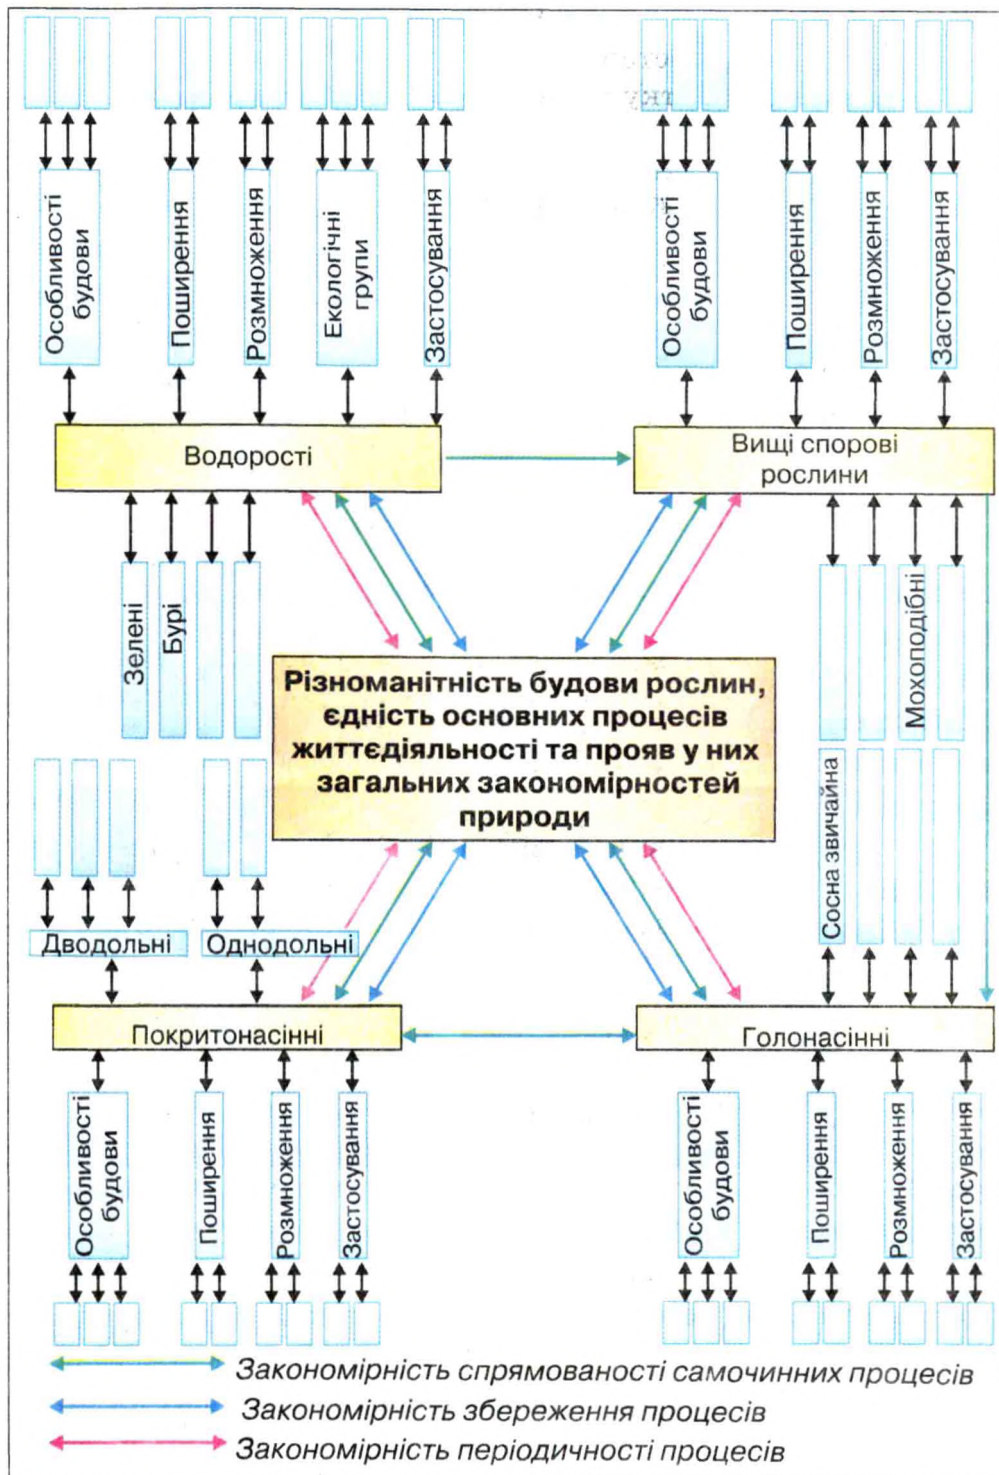 Особливості
будови
Поширення
Розмноження
Екологічні
групи
Застосування
Особливості
будови
Поширення
Розмноження
Застосування
Водорості
Вищі спорові
рослини
Зелені
Бурі
Мохоподібні
Різноманітність будови рослин,
єдність основних процесів
життєдіяльності та прояв у них
загальних закономірностей
природи
Сосна звичайна
Дводольні
Однодольні
Покритонасінні
Голонасінні
Особливості
будови
Поширення
Розмноження
Застосування
Особливості
будови
Поширення
Розмноження
Застосування
Закономірність спрямованості самочинних процесів
Закономірність збереження процесів
Закономірність періодичності процесів